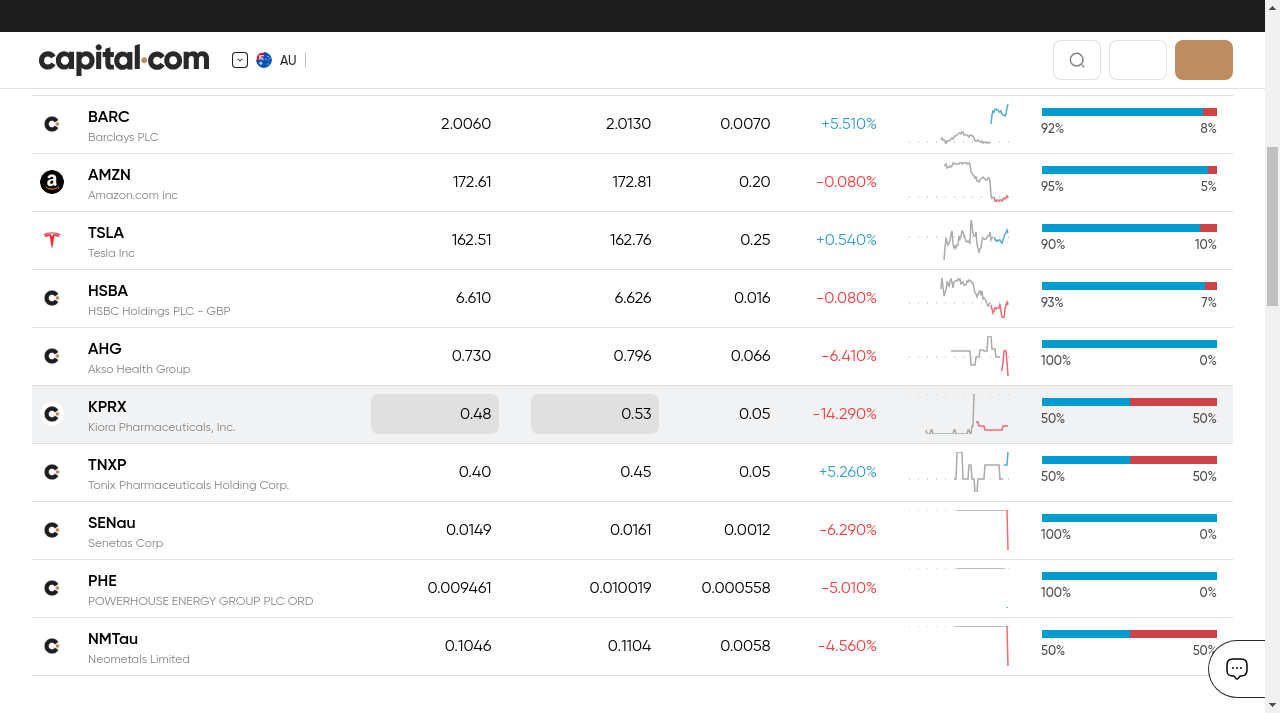 capital.com
AU
BARC
Barclays PLC
2.0060
2.0130
0.0070
+5.510%
92%
8%
AMZN
Amazon.com Inc
172.61
172.81
0.20
-0.080%
95%
5%
TSLA
Tesla Inc
162.51
162.76
0.25
+0.540%
90%
10%
HSBA
HSBC Holdings PLC - GBP
6.610
6.626
0.016
-0.080%
93%
7%
AHG
Akso Health Group
0.730
0.796
0.066
-6.410%
100%
0%
KPRX
Kiora Pharmaceuticals, Inc.
0.48
0.53
0.05
-14.290%
50%
50%
TNXP
Tonix Pharmaceuticals Holding Corp.
0.40
0.45
0.05
+5.260%
50%
50%
SENau
Senetas Corp
0.0149
0.0161
0.0012
-6.290%
100%
0%
PHE
POWERHOUSE ENERGY GROUP PLC ORD
0.009461
0.010019
0.000558
-5.010%
100%
0%
NMTau
Neometals Limited
0.1046
0.1104
0.0058
-4.560%
50%
50%